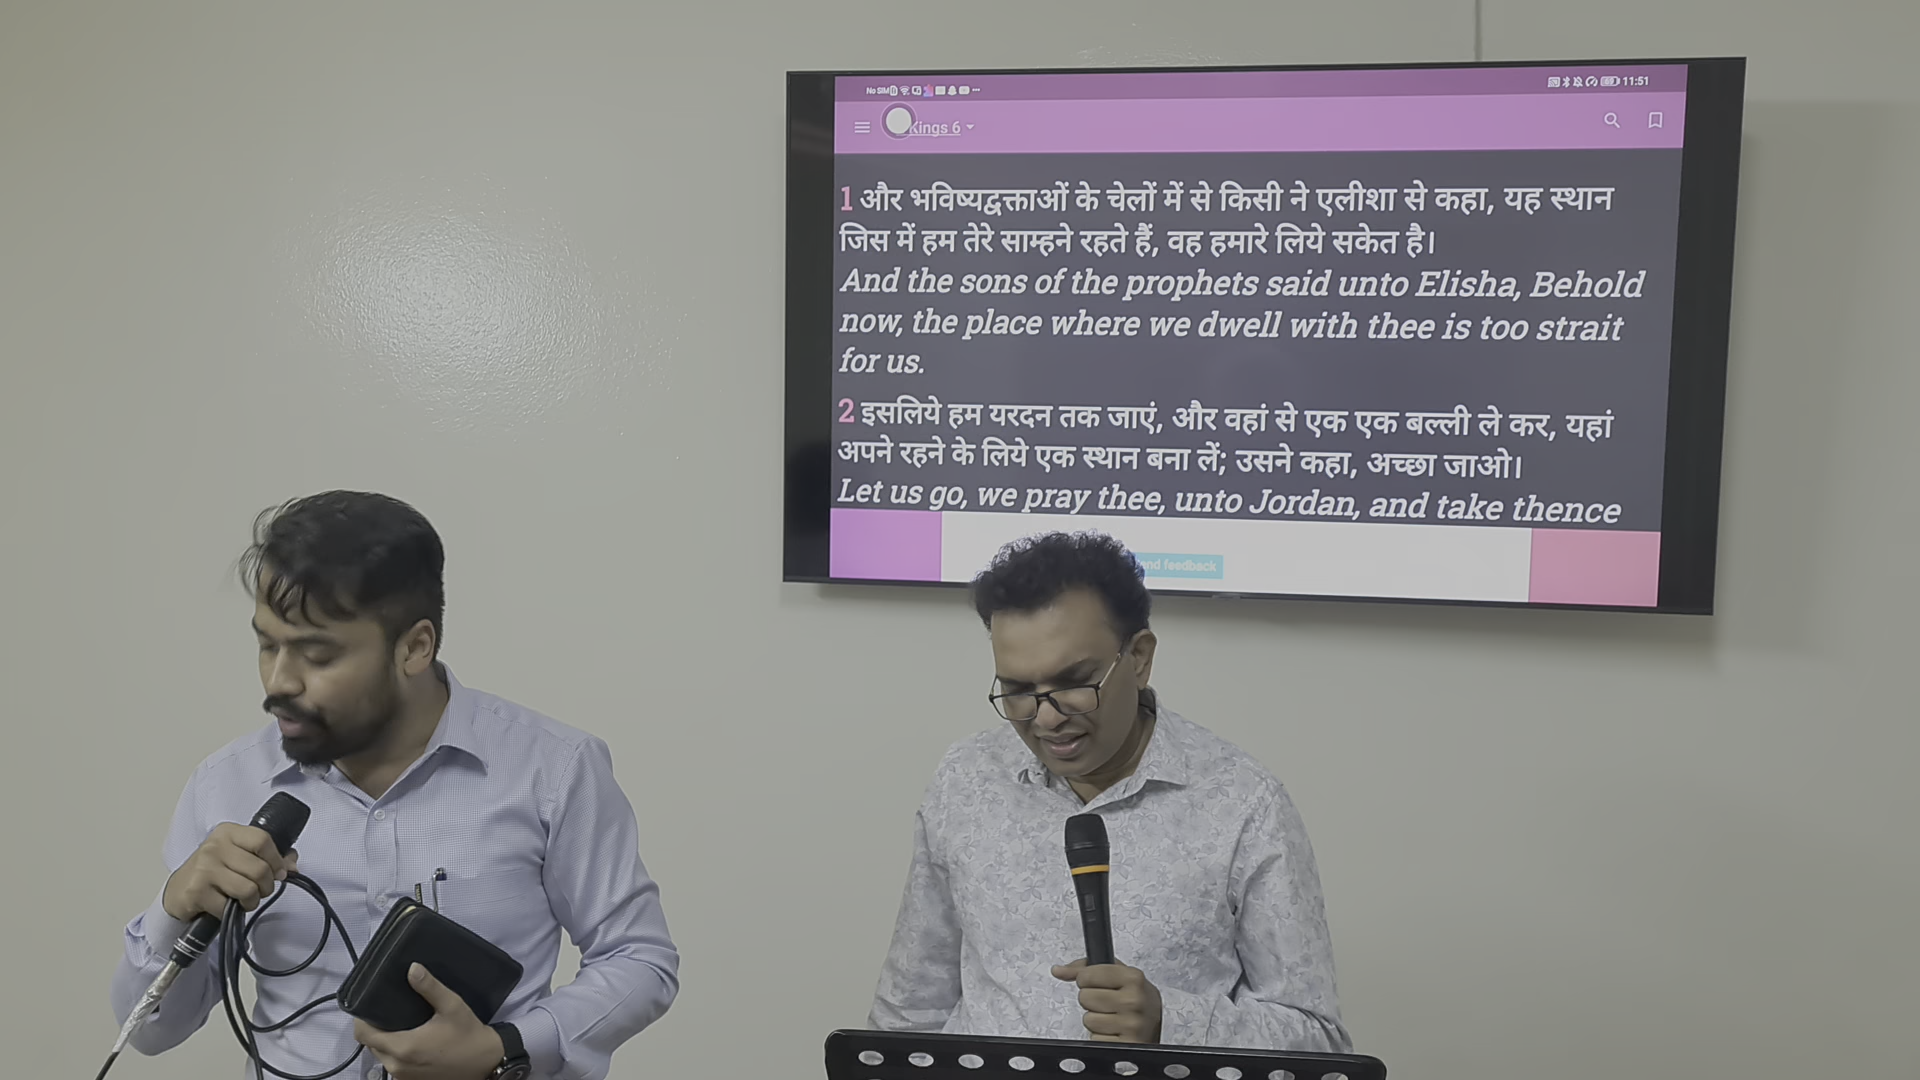 No SIM 11:51
Kings 6
1 और भविष्यद्वक्ताओं के चेलों में से किसी ने एलीशा से कहा, यह स्थान
जिस में हम तेरे साम्हने रहते हैं, वह हमारे लिये सकेत है।
And the sons of the prophets said unto Elisha, Behold
now, the place where we dwell with thee is too strait
for us.
2 इसलिये हम यरदन तक जाएं, और वहां से एक एक बल्ली ले कर, यहां
अपने रहने के लिये एक स्थान बना लें; उसने कहा, अच्छा जाओ।
Let us go, we pray thee, unto Jordan, and take thence
feedback